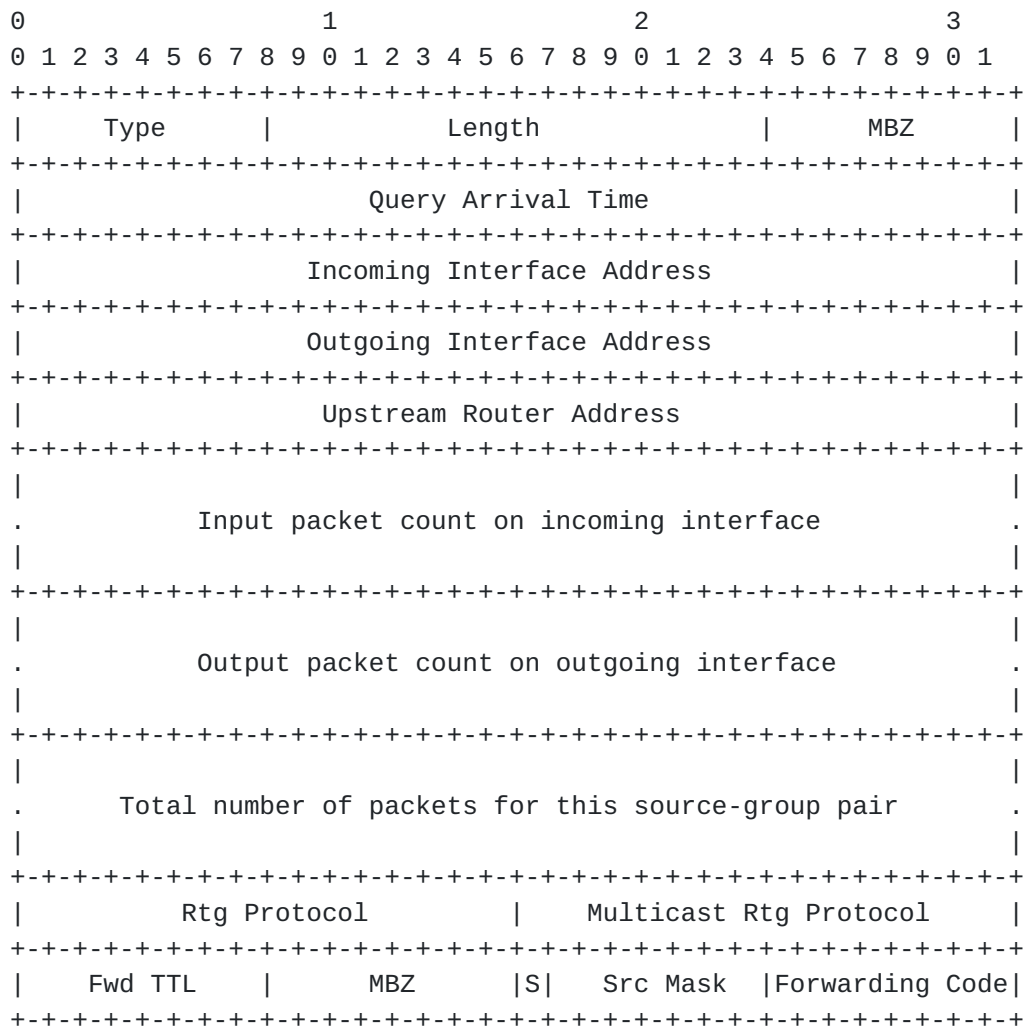 0                   1                   2                   3
0 1 2 3 4 5 6 7 8 9 0 1 2 3 4 5 6 7 8 9 0 1 2 3 4 5 6 7 8 9 0 1
+-+-+-+-+-+-+-+-+-+-+-+-+-+-+-+-+-+-+-+-+-+-+-+-+-+-+-+-+-+-+-+-+
|     Type      |           Length              |      MBZ      |
+-+-+-+-+-+-+-+-+-+-+-+-+-+-+-+-+-+-+-+-+-+-+-+-+-+-+-+-+-+-+-+-+
|                      Query Arrival Time                       |
+-+-+-+-+-+-+-+-+-+-+-+-+-+-+-+-+-+-+-+-+-+-+-+-+-+-+-+-+-+-+-+-+
|                  Incoming Interface Address                   |
+-+-+-+-+-+-+-+-+-+-+-+-+-+-+-+-+-+-+-+-+-+-+-+-+-+-+-+-+-+-+-+-+
|                  Outgoing Interface Address                   |
+-+-+-+-+-+-+-+-+-+-+-+-+-+-+-+-+-+-+-+-+-+-+-+-+-+-+-+-+-+-+-+-+
|                   Upstream Router Address                     |
+-+-+-+-+-+-+-+-+-+-+-+-+-+-+-+-+-+-+-+-+-+-+-+-+-+-+-+-+-+-+-+-+
|                                                               |
.           Input packet count on incoming interface            .
|                                                               |
+-+-+-+-+-+-+-+-+-+-+-+-+-+-+-+-+-+-+-+-+-+-+-+-+-+-+-+-+-+-+-+-+
|                                                               |
.           Output packet count on outgoing interface           .
|                                                               |
+-+-+-+-+-+-+-+-+-+-+-+-+-+-+-+-+-+-+-+-+-+-+-+-+-+-+-+-+-+-+-+-+
|                                                               |
.      Total number of packets for this source-group pair       .
|                                                               |
+-+-+-+-+-+-+-+-+-+-+-+-+-+-+-+-+-+-+-+-+-+-+-+-+-+-+-+-+-+-+-+-+
|          Rtg Protocol         |    Multicast Rtg Protocol     |
+-+-+-+-+-+-+-+-+-+-+-+-+-+-+-+-+-+-+-+-+-+-+-+-+-+-+-+-+-+-+-+-+
|    Fwd TTL    |      MBZ      |S|   Src Mask  |Forwarding Code|
+-+-+-+-+-+-+-+-+-+-+-+-+-+-+-+-+-+-+-+-+-+-+-+-+-+-+-+-+-+-+-+-+